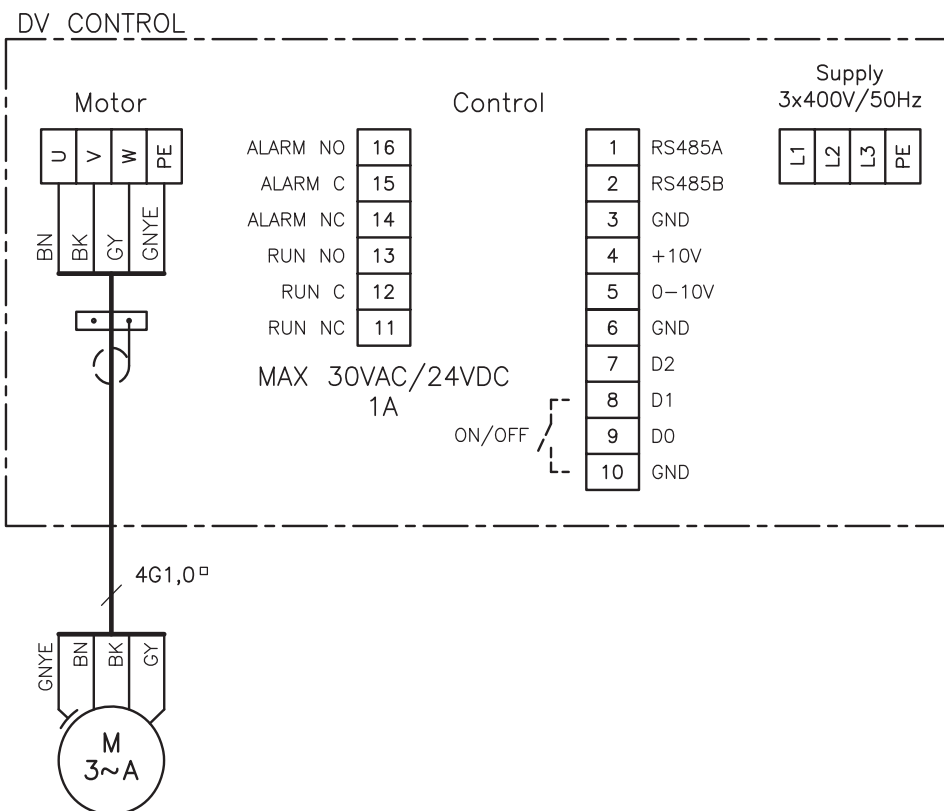 DV CONTROL
Motor
U V W PE
BN BK GY GNYE
ALARM NO 16
ALARM C 15
ALARM NC 14
RUN NO 13
RUN C 12
RUN NC 11
MAX 30VAC/24VDC
1A
Control
1 RS485A
2 RS485B
3 GND
4 +10V
5 0-10V
6 GND
7 D2
8 D1
9 D0
10 GND
ON/OFF
Supply
3x400V/50Hz
L1 L2 L3 PE
4G1,0□
GNYE BN BK GY
M
3~A